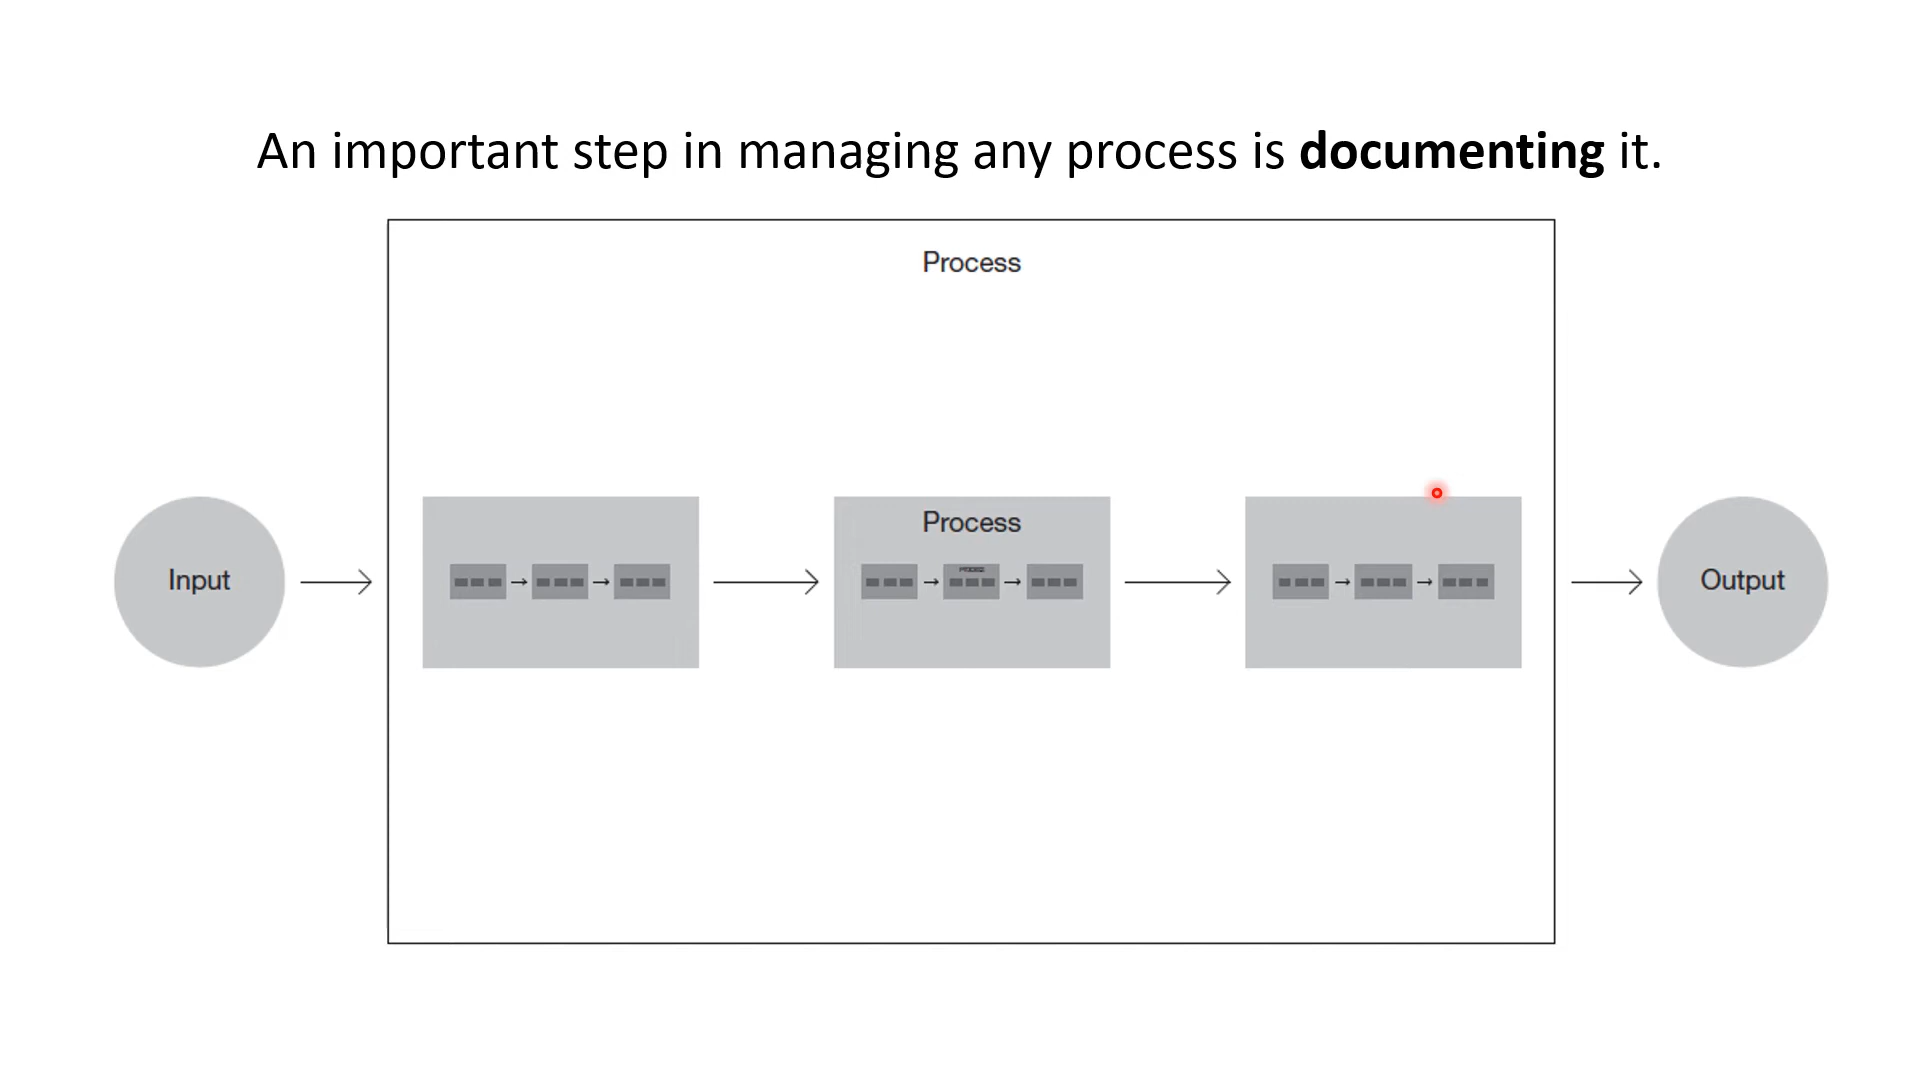 An important step in managing any process is documenting it.
Process
Process
Input
Output